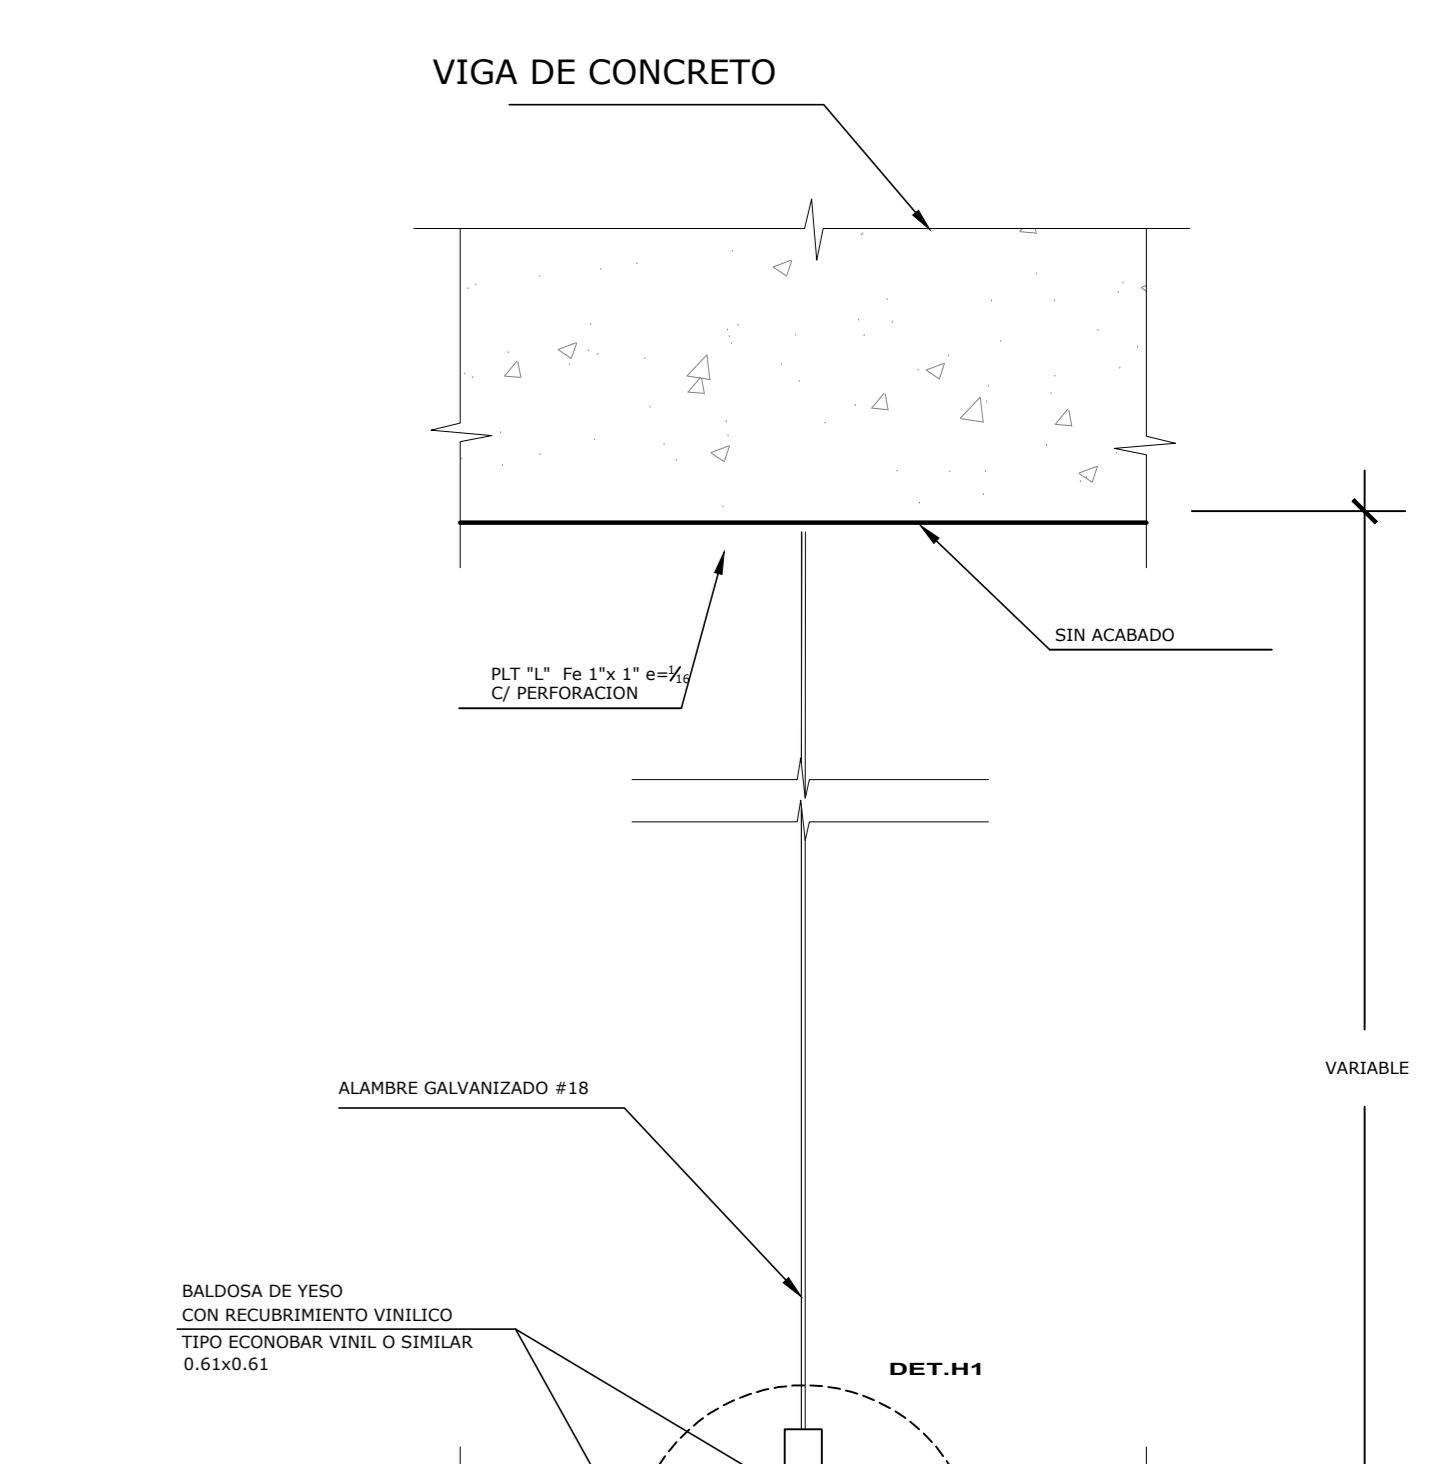 VIGA DE CONCRETO
SIN ACABADO
PLT "L" Fe 1"x 1" e=1/16
C/ PERFORACION
VARIABLE
ALAMBRE GALVANIZADO #18
BALDOSA DE YESO
CON RECUBRIMIENTO VINILICO
TIPO ECONOBAR VINIL O SIMILAR
0.61x0.61
DET.H1